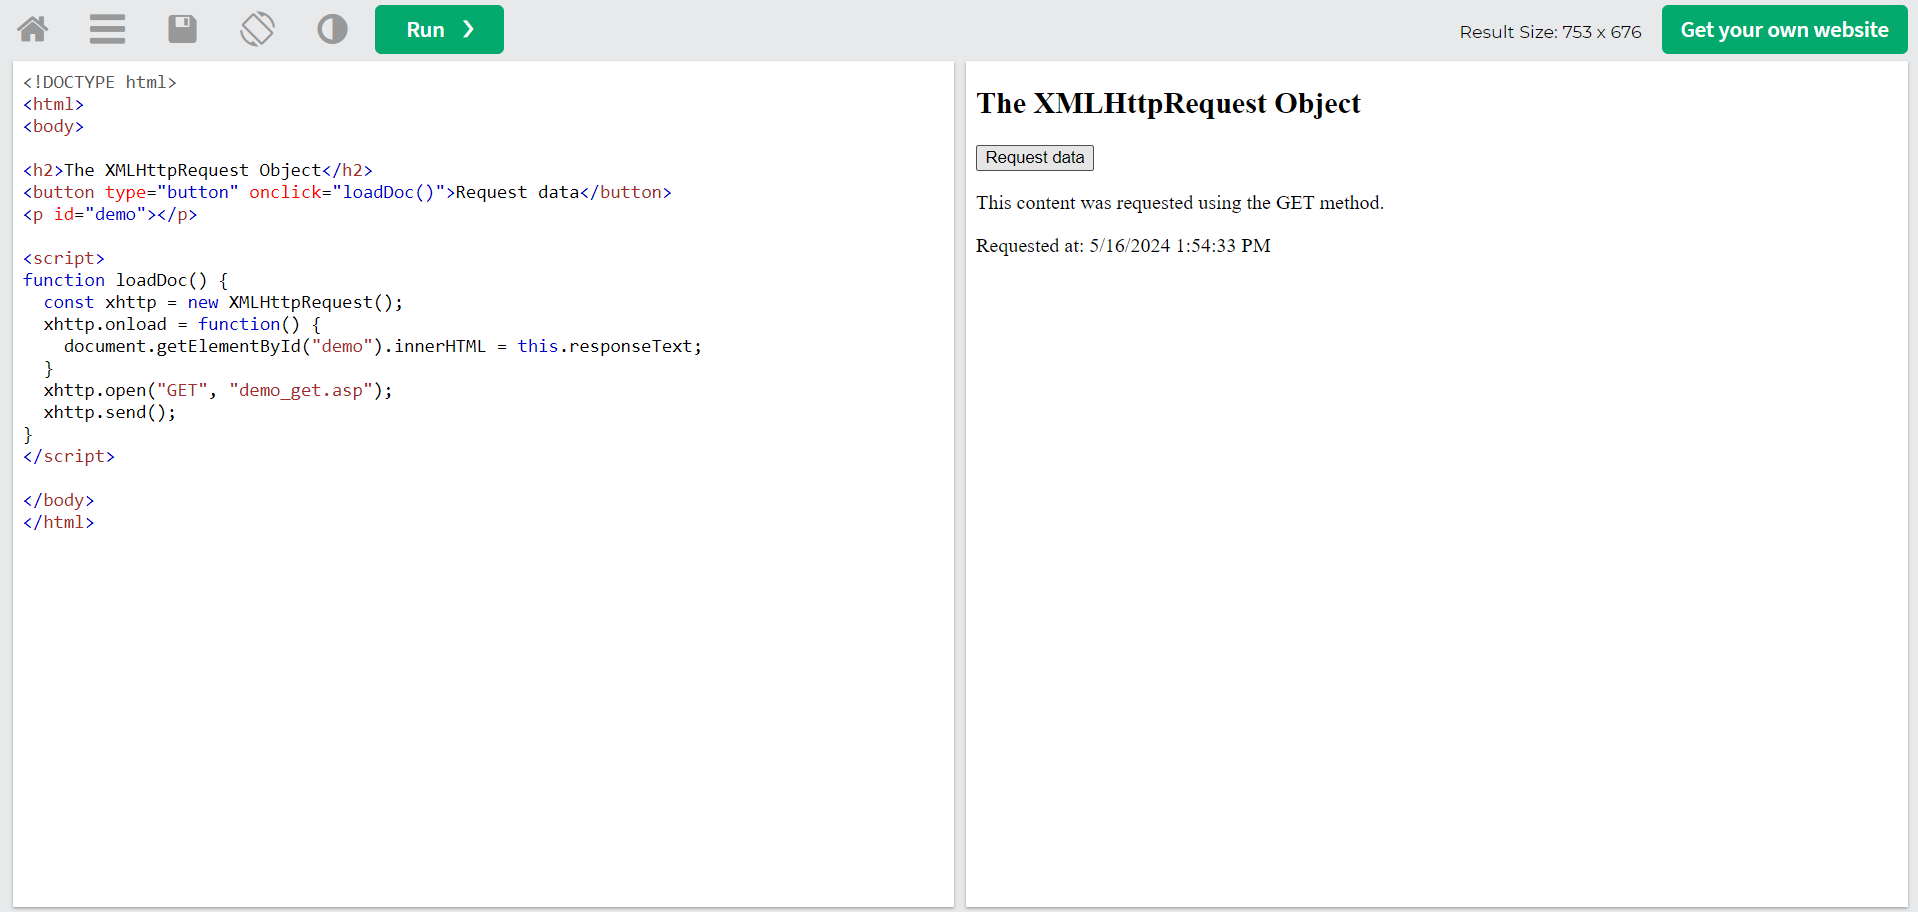 Run ❯
Result Size: 753 x 676
Get your own website
<!DOCTYPE html>
<html>
<body>
<h2>The XMLHttpRequest Object</h2>
<button type="button" onclick="loadDoc()">Request data</button>
<p id="demo"></p>
<script>
function loadDoc() {
  const xhttp = new XMLHttpRequest();
  xhttp.onload = function() {
    document.getElementById("demo").innerHTML = this.responseText;
  }
  xhttp.open("GET", "demo_get.asp");
  xhttp.send();
}
</script>
</body>
</html>
The XMLHttpRequest Object
Request data
This content was requested using the GET method.
Requested at: 5/16/2024 1:54:33 PM